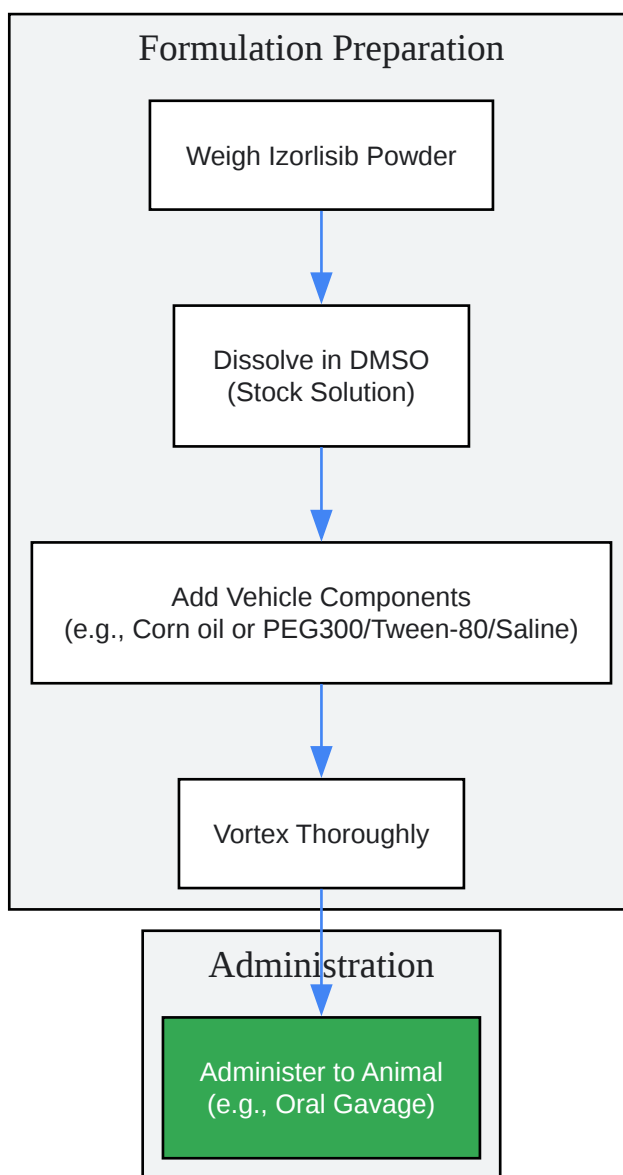 Formulation Preparation
Weigh Izorlisib Powder
Dissolve in DMSO
(Stock Solution)
Add Vehicle Components
(e.g., Corn oil or PEG300/Tween-80/Saline)
Vortex Thoroughly
Administration
Administer to Animal
(e.g., Oral Gavage)